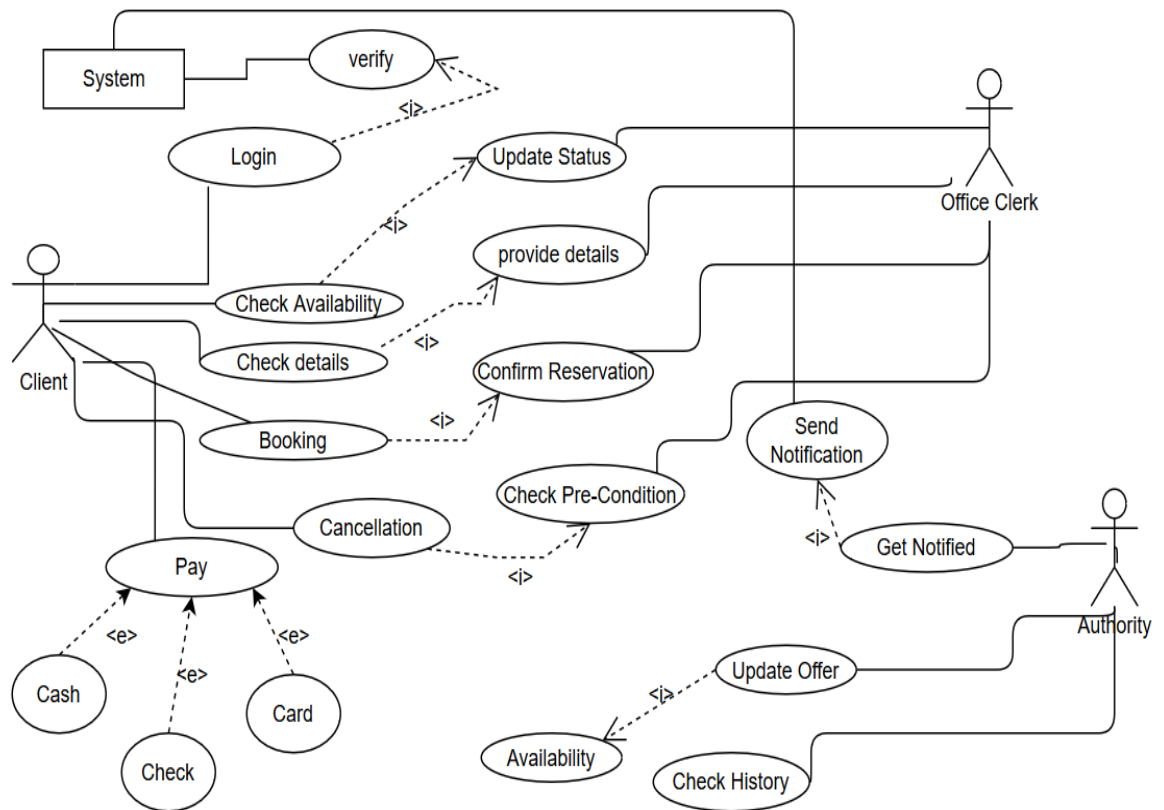 System
verify
<i>
Login
Update Status
Office Clerk
<i>
provide details
Check Availability
<i>
Check details
Client
Confirm Reservation
<i>
Booking
Send
Notification
Check Pre-Condition
Cancellation
<i>
<i>
Get Notified
Pay
Authority
<e>
<e>
<e>
Cash
Card
Check
Update Offer
<i>
Availability
Check History